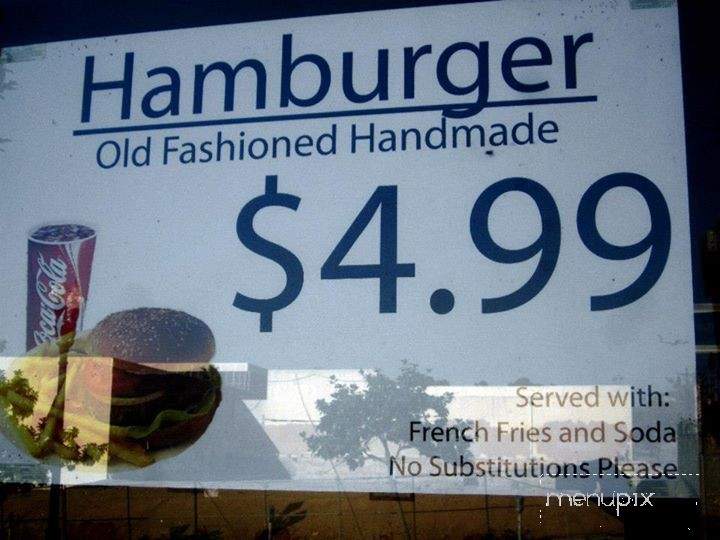 Hamburger
Old Fashioned Handmade
$4.99
Coca-Cola
Served with:
French Fries and Soda
No Substitutions Please
menupix